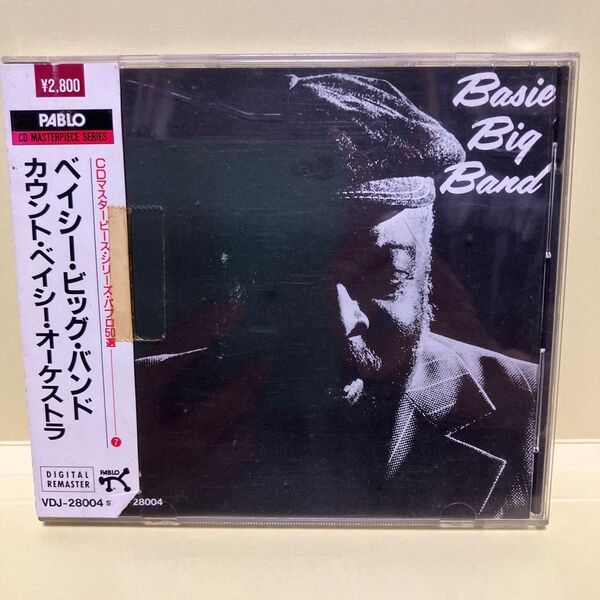 ¥2,800
PABLO
CD MASTERPIECE SERIES
ベイシー・ビッグ・バンド
カウント・ベイシー・オーケストラ
CDマスターピース・シリーズ・パブロ50選
7
DIGITAL
REMASTER
PABLO
VDJ-28004 S
-28004
Basie
Big
Band